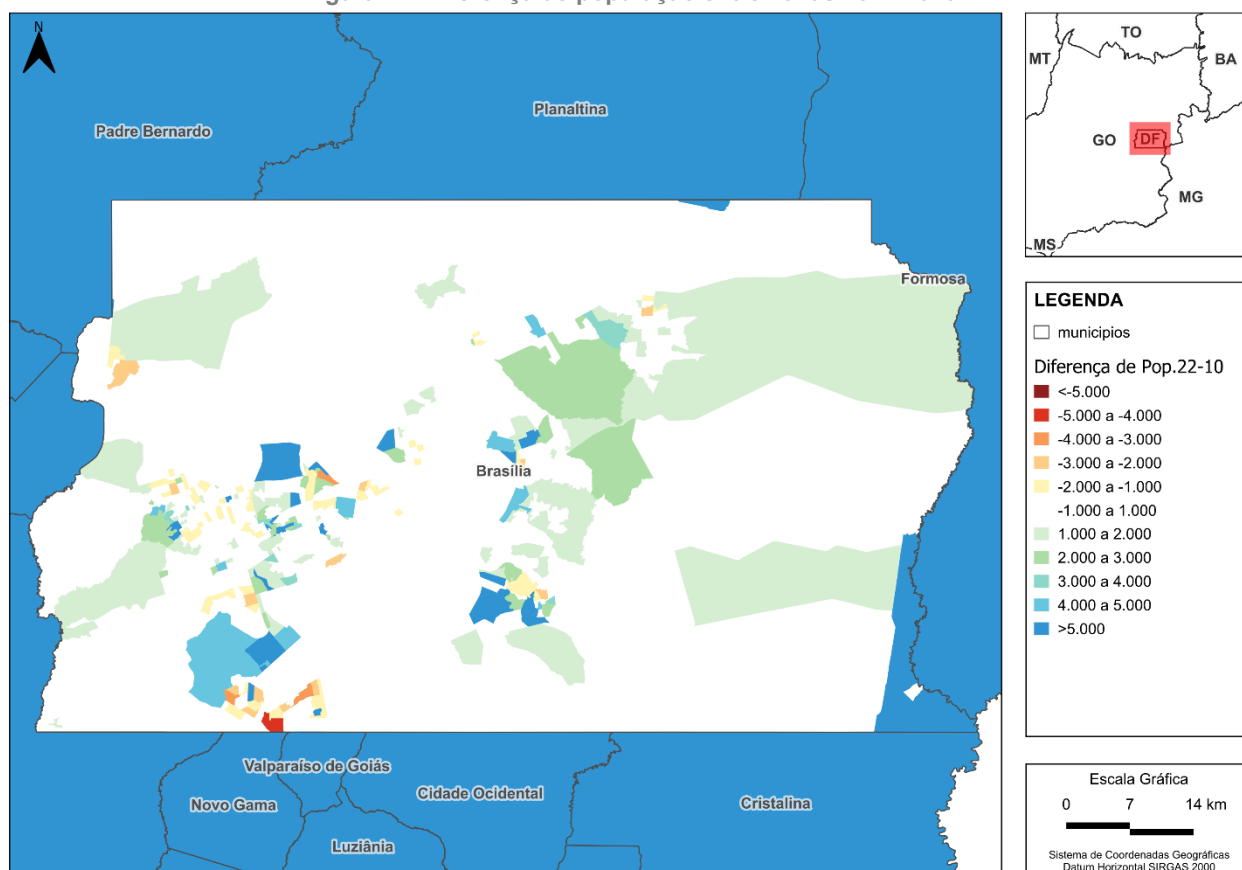 N
Padre Bernardo
Planaltina
Formosa
Brasília
Valparaíso de Goiás
Novo Gama
Cidade Ocidental
Cristalina
Luziânia
TO
MT
BA
GO
DF
MG
MS
LEGENDA
municipios
Diferença de Pop.22-10
<-5.000
-5.000 a -4.000
-4.000 a -3.000
-3.000 a -2.000
-2.000 a -1.000
-1.000 a 1.000
1.000 a 2.000
2.000 a 3.000
3.000 a 4.000
4.000 a 5.000
>5.000
Escala Gráfica
0 7 14 km
Sistema de Coordenadas Geográficas
Datum Horizontal SIRGAS 2000